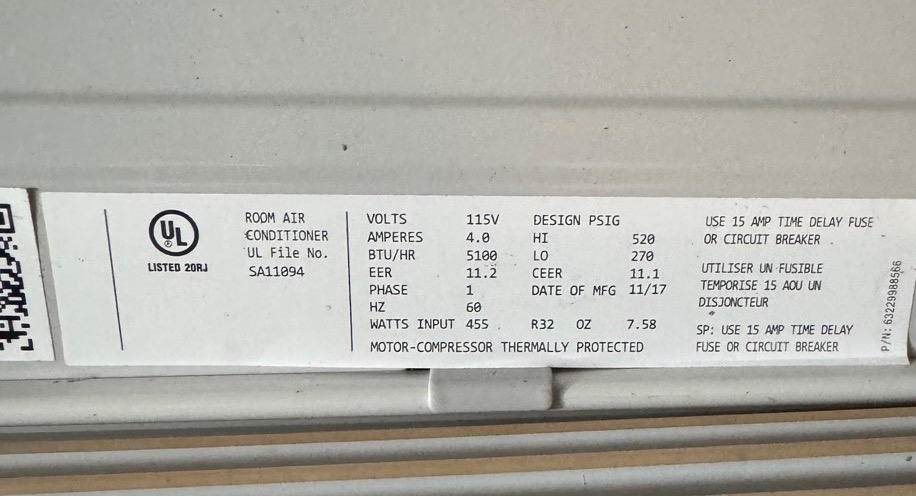 UL
®
LISTED 20RJ
ROOM AIR
CONDITIONER
UL File No.
SA11094
VOLTS 115V
AMPERES 4.0
BTU/HR 5100
EER 11.2
PHASE 1
HZ 60
WATTS INPUT 455
DESIGN PSIG
HI 520
LO 270
CEER 11.1
DATE OF MFG 11/17
R32 OZ 7.58
MOTOR-COMPRESSOR THERMALLY PROTECTED
USE 15 AMP TIME DELAY FUSE
OR CIRCUIT BREAKER .
UTILISER UN FUSIBLE
TEMPORISE 15 AOU UN
DISJONCTEUR
SP: USE 15 AMP TIME DELAY
FUSE OR CIRCUIT BREAKER
P/N: 63229988566